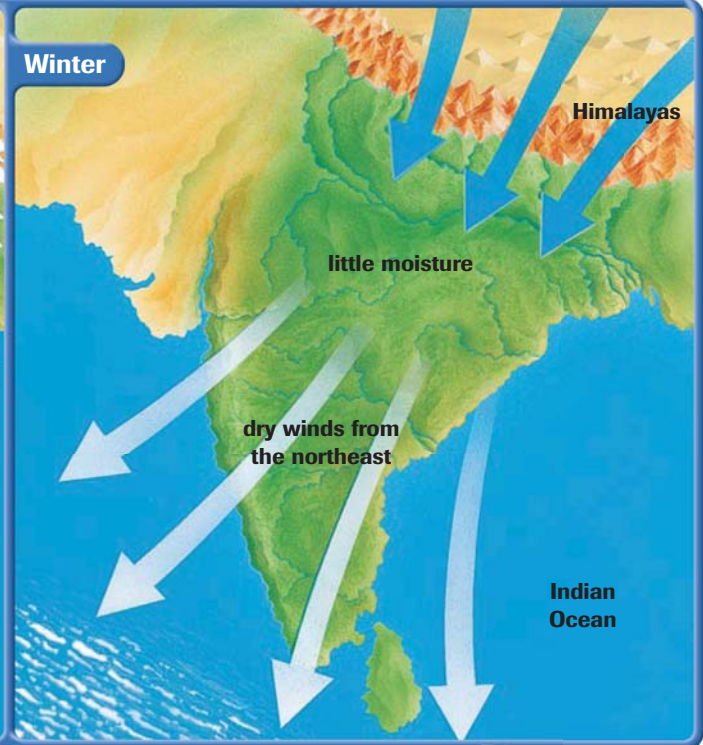 Winter
Himalayas
little moisture
dry winds from
the northeast
Indian
Ocean